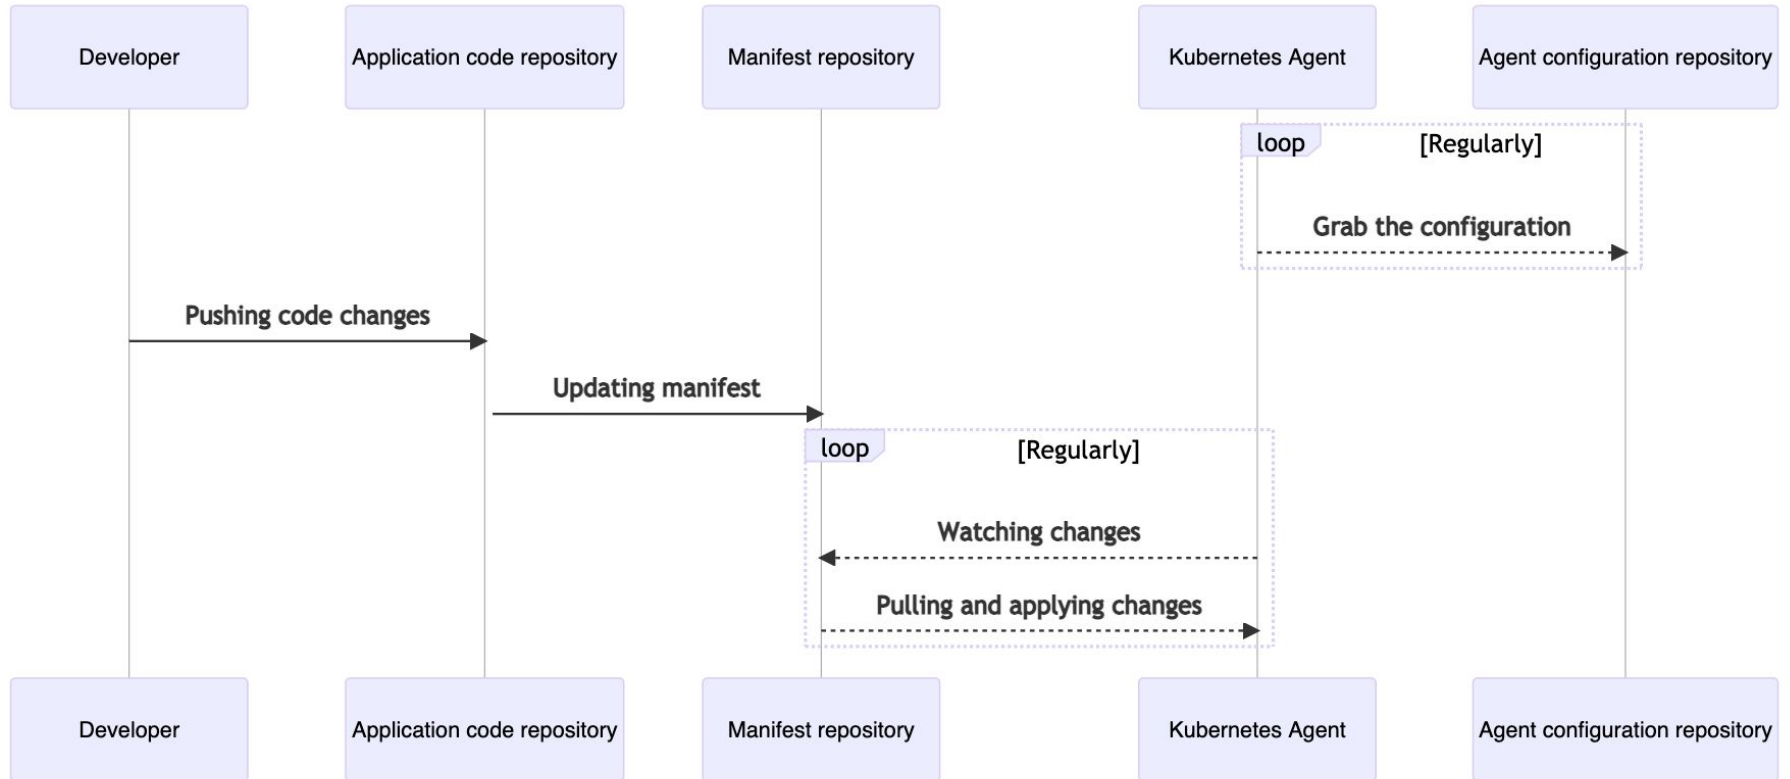 Developer
Application code repository
Manifest repository
Kubernetes Agent
Agent configuration repository
loop
[Regularly]
Grab the configuration
Pushing code changes
Updating manifest
loop
[Regularly]
Watching changes
Pulling and applying changes
Developer
Application code repository
Manifest repository
Kubernetes Agent
Agent configuration repository